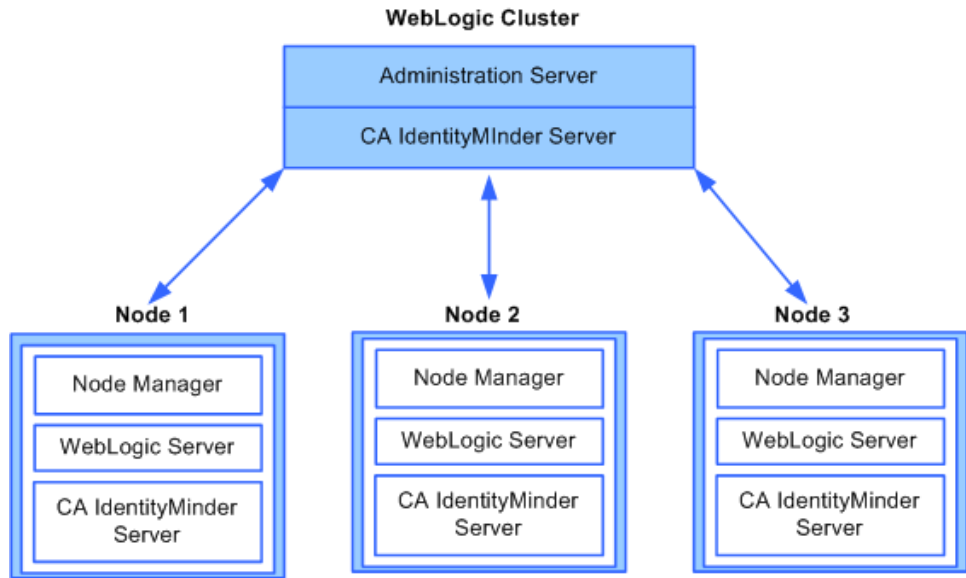 WebLogic Cluster
Administration Server
CA IdentityMInder Server
Node 1
Node Manager
WebLogic Server
CA IdentityMinder
Server
Node 2
Node Manager
WebLogic Server
CA IdentityMinder
Server
Node 3
Node Manager
WebLogic Server
CA IdentityMinder
Server